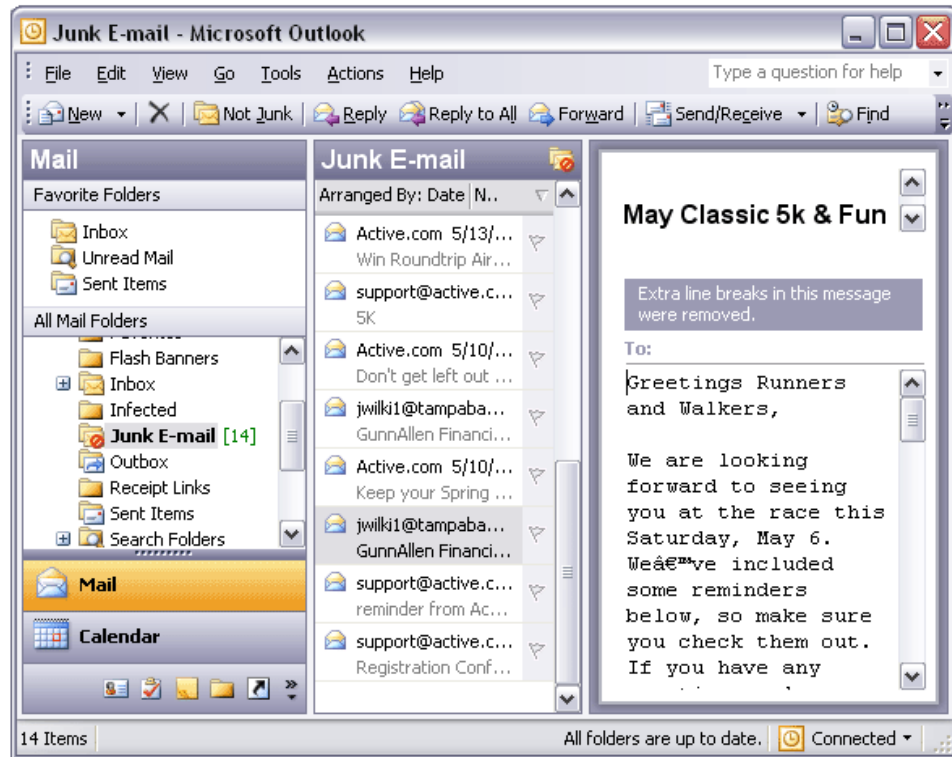 Junk E-mail - Microsoft Outlook
File Edit View Go Tools Actions Help Type a question for help
New Not Junk Reply Reply to All Forward Send/Receive Find
Mail
Favorite Folders
Inbox
Unread Mail
Sent Items
All Mail Folders
Flash Banners
Inbox
Infected
Junk E-mail [14]
Outbox
Receipt Links
Sent Items
Search Folders
Mail
Calendar
Junk E-mail
Arranged By: Date N..
Active.com 5/13/...
Win Roundtrip Air...
support@active.c...
5K
Active.com 5/10/...
Don't get left out ...
jwilki1@tampaba...
GunnAllen Financi...
Active.com 5/10/...
Keep your Spring ...
jwilki1@tampaba...
GunnAllen Financi...
support@active.c...
reminder from Ac...
support@active.c...
Registration Conf...
May Classic 5k & Fun
Extra line breaks in this message
were removed.
To:
Greetings Runners
and Walkers,
We are looking
forward to seeing
you at the race this
Saturday, May 6.
Weâ€™ve included
some reminders
below, so make sure
you check them out.
If you have any
14 Items
All folders are up to date. Connected